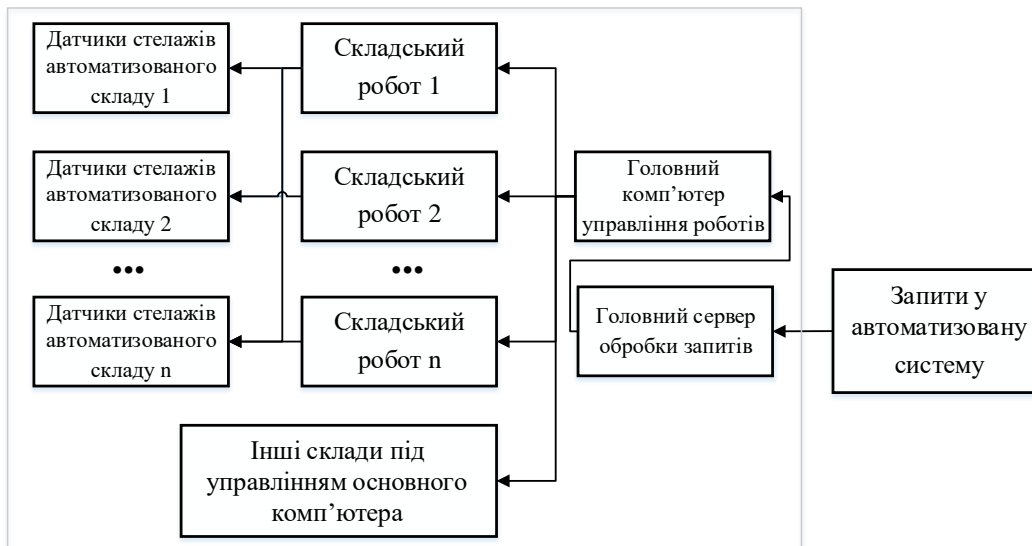 Датчики стелажів
автоматизованого
складу 1
Складський
робот 1
Датчики стелажів
автоматизованого
складу 2
Складський
робот 2
Головний
комп’ютер
управління роботів
•••
•••
Датчики стелажів
автоматизованого
складу n
Складський
робот n
Головний сервер
обробки запитів
Запити у
автоматизовану
систему
Інші склади під
управлінням основного
комп’ютера